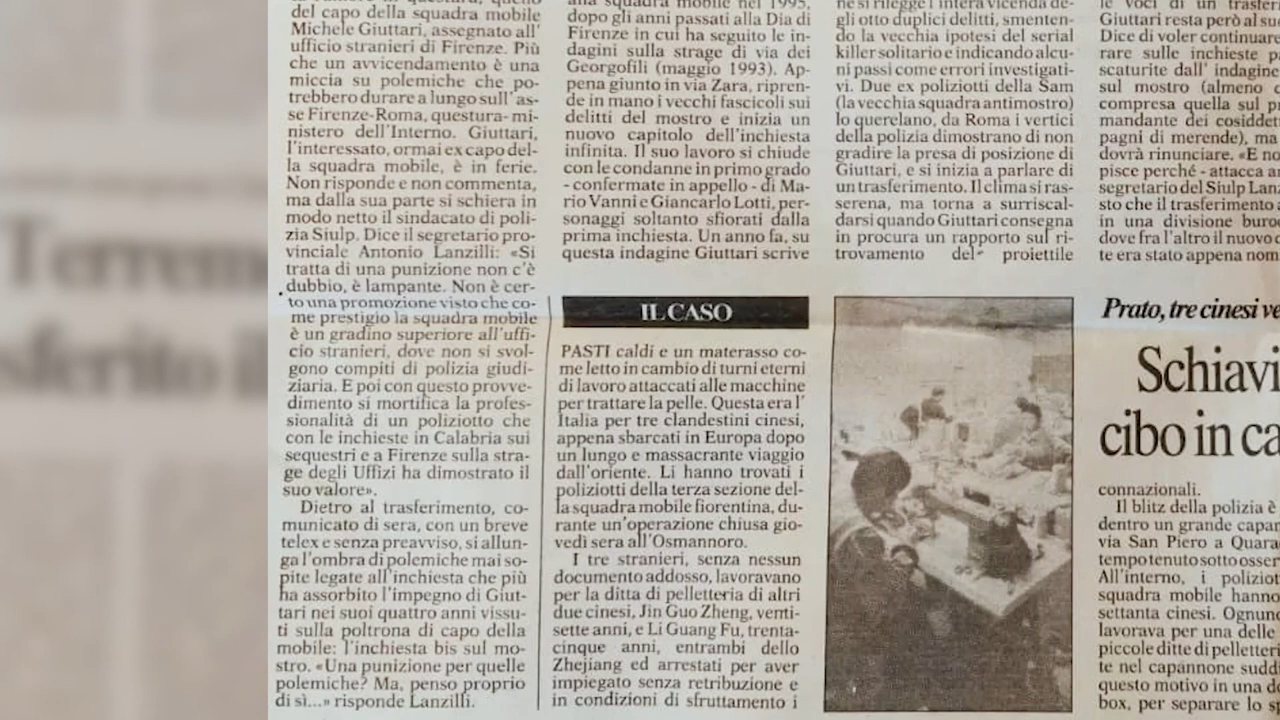 del capo della squadra mobile
Michele Giuttari, assegnato all'
ufficio stranieri di Firenze. Più
che un avvicendamento è una
miccia su polemiche che po-
trebbero durare a lungo sull'as-
se Firenze-Roma, questura-mi-
nistero dell'Interno. Giuttari,
l'interessato, ormai ex capo del-
la squadra mobile, è in ferie.
Non risponde e non commenta,
ma dalla sua parte si schiera in
modo netto il sindacato di poli-
zia Siulp. Dice il segretario pro-
vinciale Antonio Lanzilli: «Si
tratta di una punizione non c'è
dubbio, è lampante. Non è cer-
to una promozione visto che co-
me prestigio la squadra mobile
è un gradino superiore all'uffi-
cio stranieri, dove non si svol-
gono compiti di polizia giudi-
ziaria. E poi con questo provve-
dimento si mortifica la profes-
sionalità di un poliziotto che
con le inchieste in Calabria sui
sequestri e a Firenze sulla stra-
ge degli Uffizi ha dimostrato il
suo valore».
Dietro al trasferimento, co-
municato di sera, con un breve
telex e senza preavviso, si allun-
ga l'ombra di polemiche mai so-
pite legate all'inchiesta che più
ha assorbito l'impegno di Giut-
tari nei suoi quattro anni vissu-
ti sulla poltrona di capo della
mobile: l'inchiesta bis sul mo-
stro. «Una punizione per quelle
polemiche? Ma, penso proprio
di sì...» risponde Lanzilli.
alla squadra mobile nel 1995,
dopo gli anni passati alla Dia di
Firenze in cui ha seguito le in-
dagini sulla strage di via dei
Georgofili (maggio 1993). Ap-
pena giunto in via Zara, ripren-
de in mano i vecchi fascicoli sui
delitti del mostro e inizia un
nuovo capitolo dell'inchiesta
infinita. Il suo lavoro si chiude
con le condanne in primo grado
- confermate in appello - di Ma-
rio Vanni e Giancarlo Lotti, per-
sonaggi soltanto sfiorati dalla
prima inchiesta. Un anno fa, su
questa indagine Giuttari scrive
ne si rilegge l'intera vicenda de-
gli otto duplici delitti, smenten-
do la vecchia ipotesi del serial
killer solitario e indicando alcu-
ni passi come errori investigati-
vi. Due ex poliziotti della Sam
(la vecchia squadra antimostro)
lo querelano, da Roma i vertici
della polizia dimostrano di non
gradire la presa di posizione di
Giuttari, e si inizia a parlare di
un trasferimento. Il clima si ras-
serena, ma torna a surriscal-
darsi quando Giuttari consegna
in procura un rapporto sul ri-
trovamento del proiettile
le voci di un trasferi
Giuttari resta però al su
Dice di voler continuare
rare sulle inchieste pa
scaturite dall' indagine
sul mostro (almeno c
compresa quella sul p
mandante dei cosiddet
pagni di merende), ma
dovrà rinunciare. «E no
pisce perché - attacca an
segretario del Siulp Lan
sto che il trasferimento a
in una divisione buroc
dove fra l'altro il nuovo c
te era stato appena nom
IL CASO
PASTI caldi e un materasso co-
me letto in cambio di turni eterni
di lavoro attaccati alle macchine
per trattare la pelle. Questa era l'
Italia per tre clandestini cinesi,
appena sbarcati in Europa dopo
un lungo e massacrante viaggio
dall'oriente. Li hanno trovati i
poliziotti della terza sezione del-
la squadra mobile fiorentina, du-
rante un'operazione chiusa gio-
vedì sera all'Osmannoro.
I tre stranieri, senza nessun
documento addosso, lavoravano
per la ditta di pelletteria di altri
due cinesi, Jin Guo Zheng, venti-
sette anni, e Li Guang Fu, trenta-
cinque anni, entrambi dello
Zhejiang ed arrestati per aver
impiegato senza retribuzione e
in condizioni di sfruttamento i
Prato, tre cinesi ve
Schiavi
cibo in ca
connazionali.
Il blitz della polizia è
dentro un grande capan
via San Piero a Quara
tempo tenuto sotto osser
All'interno, i poliziot
squadra mobile hanno
settanta cinesi. Ognun
lavorava per una delle
piccole ditte di pelletteri
te nel capannone sudd
questo motivo in una de
box, per separare lo sp
Terrem
sferito il